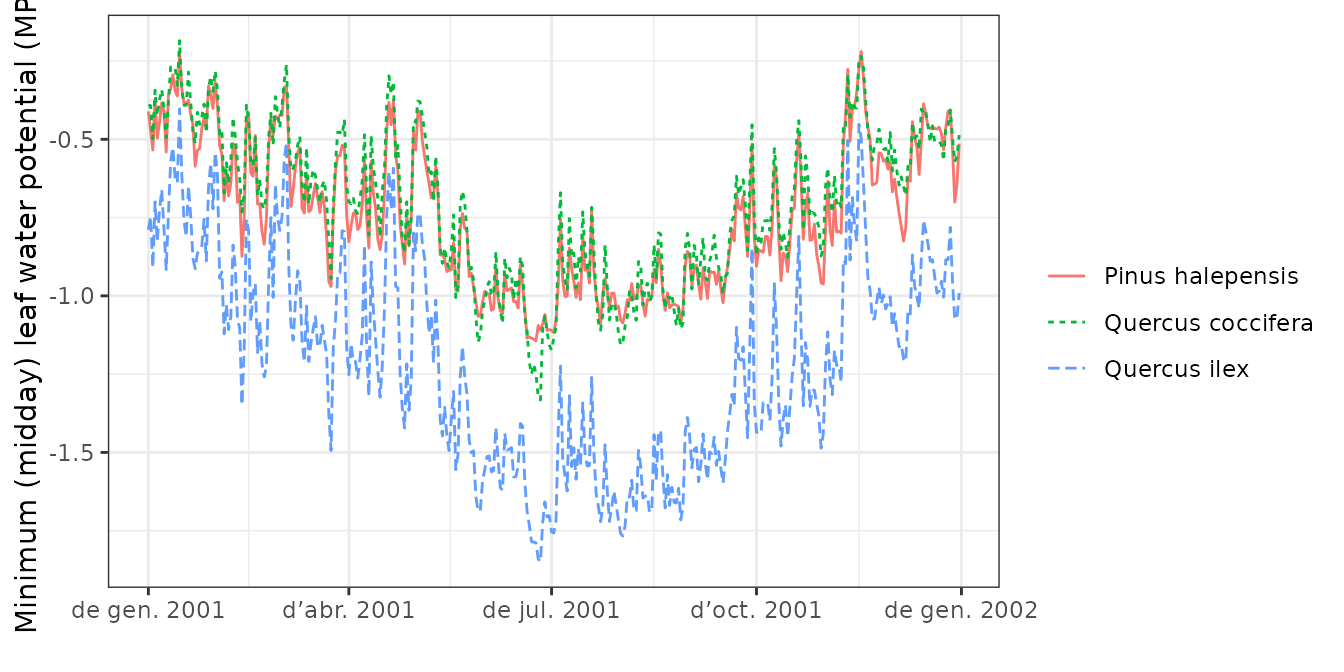 Minimum (midday) leaf water potential (MP
-0.5
-1.0
-1.5
de gen. 2001
d’abr. 2001
de jul. 2001
d’oct. 2001
de gen. 2002
Pinus halepensis
Quercus coccifera
Quercus ilex